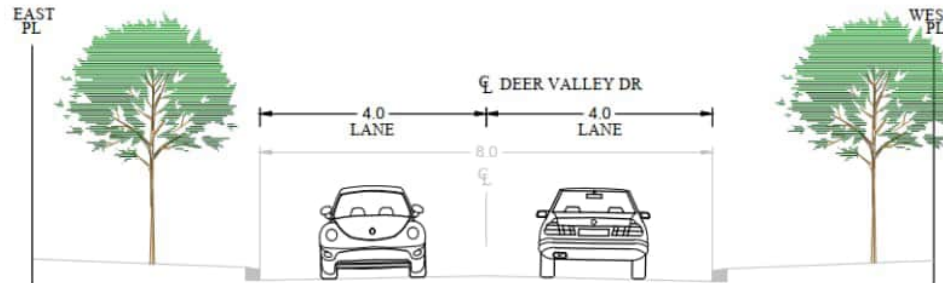 EAST
PL
WES
PL
℄ DEER VALLEY DR
4.0
LANE
4.0
LANE
8.0
℄